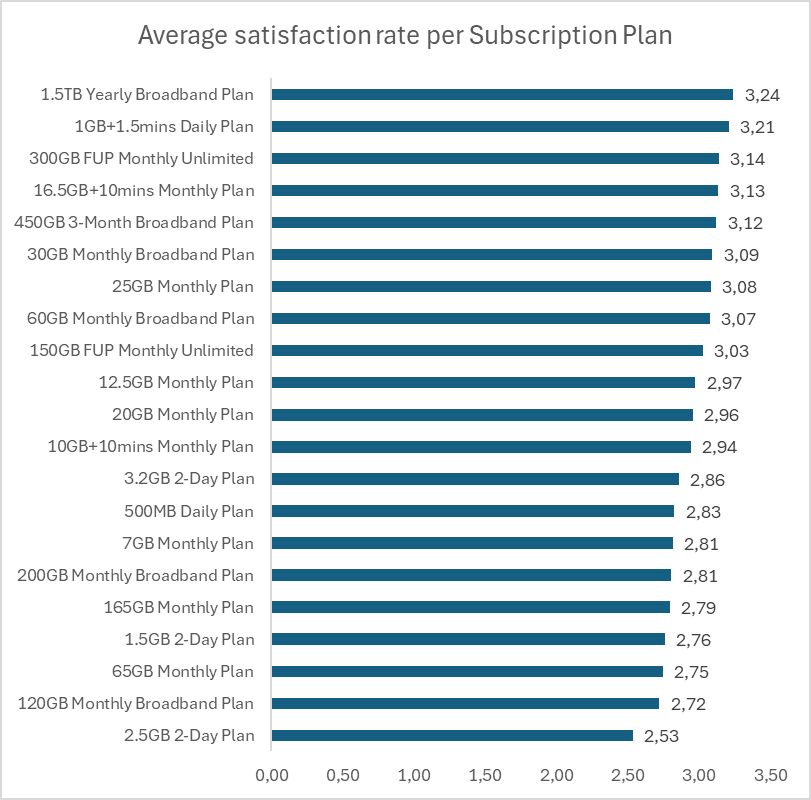 Average satisfaction rate per Subscription Plan
1.5TB Yearly Broadband Plan 3,24
1GB+1.5mins Daily Plan 3,21
300GB FUP Monthly Unlimited 3,14
16.5GB+10mins Monthly Plan 3,13
450GB 3-Month Broadband Plan 3,12
30GB Monthly Broadband Plan 3,09
25GB Monthly Plan 3,08
60GB Monthly Broadband Plan 3,07
150GB FUP Monthly Unlimited 3,03
12.5GB Monthly Plan 2,97
20GB Monthly Plan 2,96
10GB+10mins Monthly Plan 2,94
3.2GB 2-Day Plan 2,86
500MB Daily Plan 2,83
7GB Monthly Plan 2,81
200GB Monthly Broadband Plan 2,81
165GB Monthly Plan 2,79
1.5GB 2-Day Plan 2,76
65GB Monthly Plan 2,75
120GB Monthly Broadband Plan 2,72
2.5GB 2-Day Plan 2,53
0,00 0,50 1,00 1,50 2,00 2,50 3,00 3,50